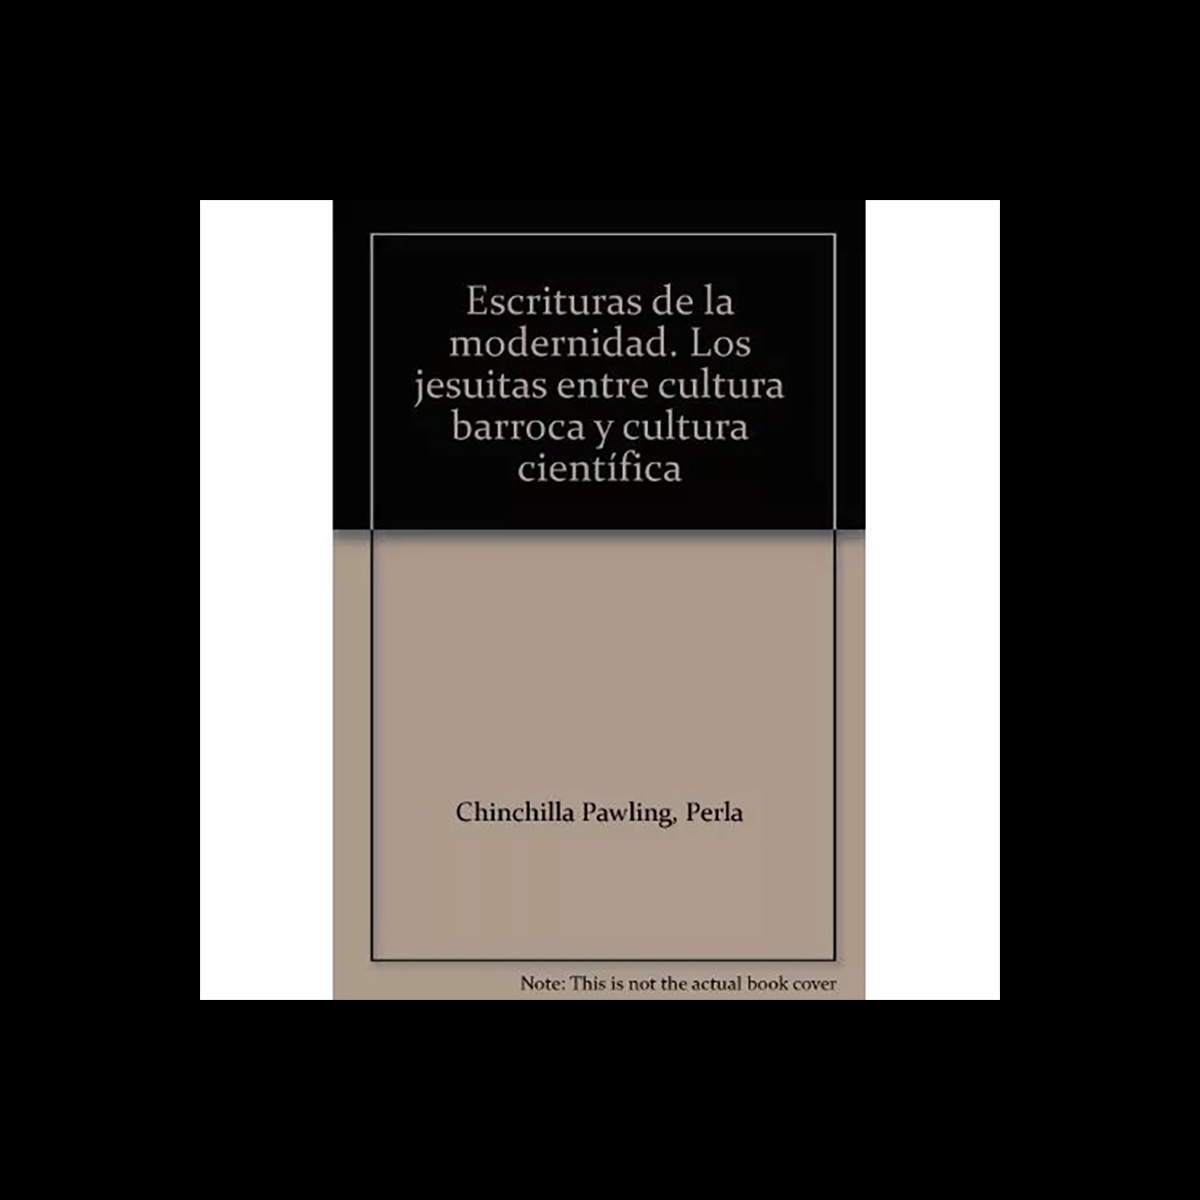 Escrituras de la
modernidad. Los
jesuitas entre cultura
barroca y cultura
científica
Chinchilla Pawling, Perla
Note: This is not the actual book cover